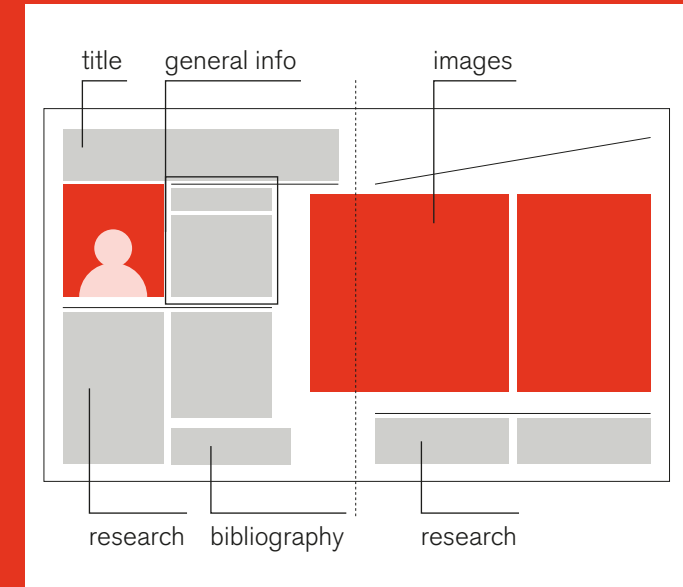 title
general info
images
research
bibliography
research